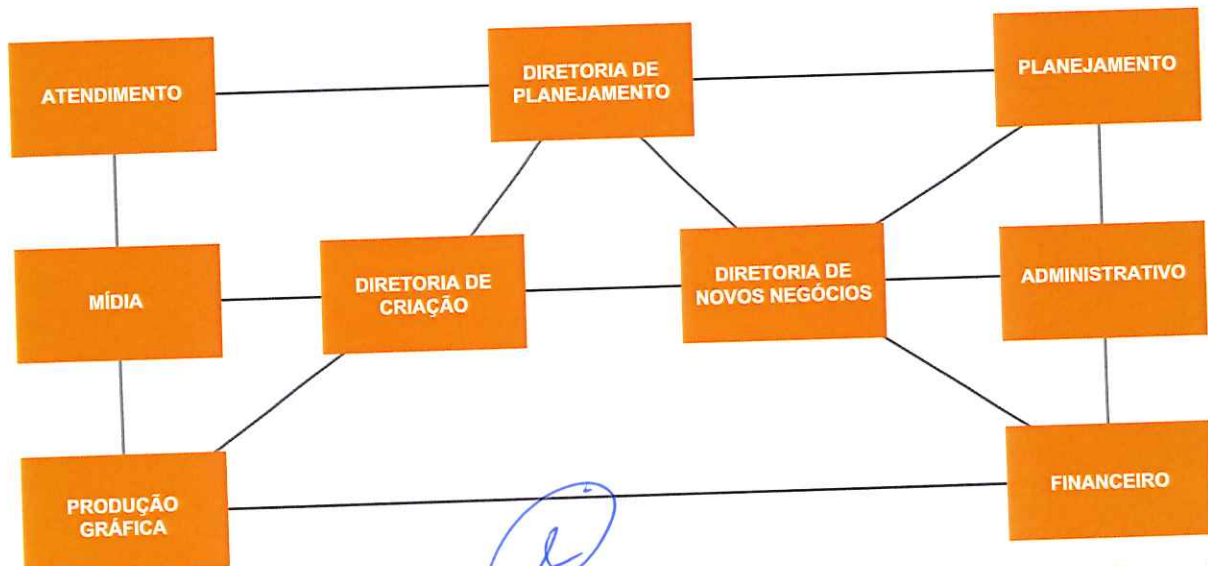 ATENDIMENTO
DIRETORIA DE
PLANEJAMENTO
PLANEJAMENTO
MÍDIA
DIRETORIA DE
CRIAÇÃO
DIRETORIA DE
NOVOS NEGÓCIOS
ADMINISTRATIVO
PRODUÇÃO
GRÁFICA
FINANCEIRO